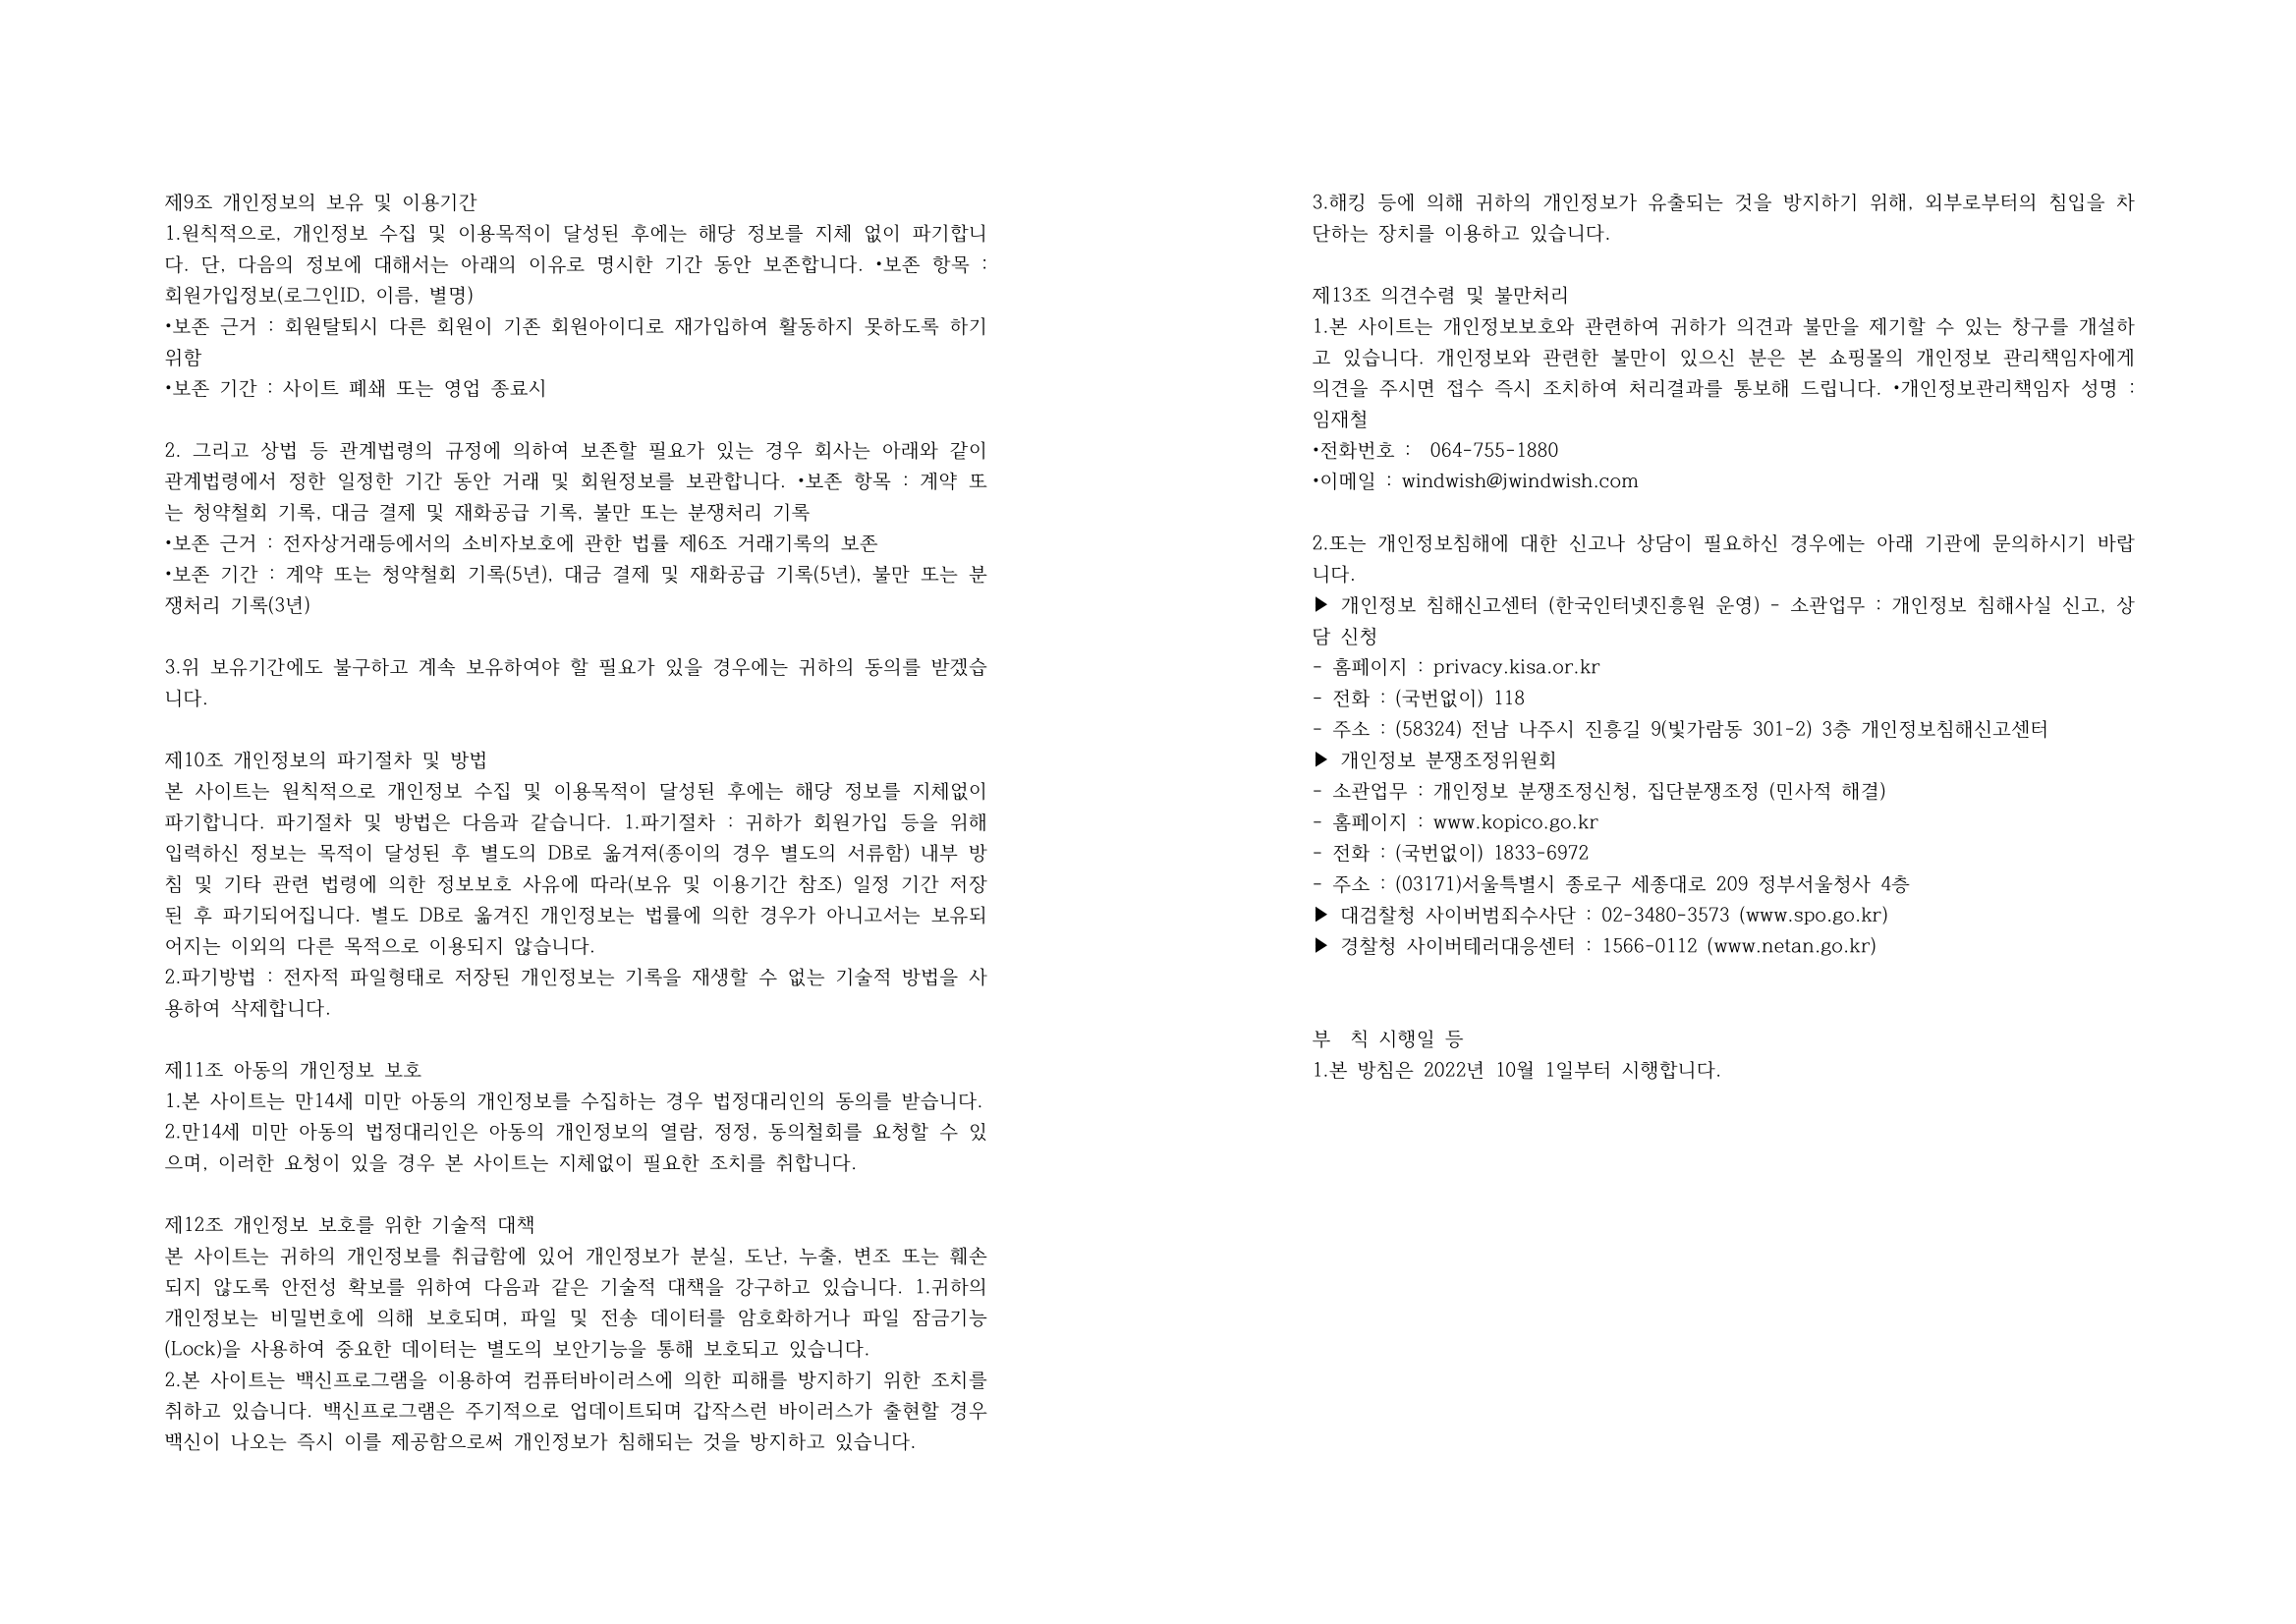 제9조 개인정보의 보유 및 이용기간
1.원칙적으로, 개인정보 수집 및 이용목적이 달성된 후에는 해당 정보를 지체 없이 파기합니
다. 단, 다음의 정보에 대해서는 아래의 이유로 명시한 기간 동안 보존합니다. •보존 항목 :
회원가입정보(로그인ID, 이름, 별명)
•보존 근거 : 회원탈퇴시 다른 회원이 기존 회원아이디로 재가입하여 활동하지 못하도록 하기
위함
•보존 기간 : 사이트 폐쇄 또는 영업 종료시
2. 그리고 상법 등 관계법령의 규정에 의하여 보존할 필요가 있는 경우 회사는 아래와 같이
관계법령에서 정한 일정한 기간 동안 거래 및 회원정보를 보관합니다. •보존 항목 : 계약 또
는 청약철회 기록, 대금 결제 및 재화공급 기록, 불만 또는 분쟁처리 기록
•보존 근거 : 전자상거래등에서의 소비자보호에 관한 법률 제6조 거래기록의 보존
•보존 기간 : 계약 또는 청약철회 기록(5년), 대금 결제 및 재화공급 기록(5년), 불만 또는 분
쟁처리 기록(3년)
3.위 보유기간에도 불구하고 계속 보유하여야 할 필요가 있을 경우에는 귀하의 동의를 받겠습
니다.
제10조 개인정보의 파기절차 및 방법
본 사이트는 원칙적으로 개인정보 수집 및 이용목적이 달성된 후에는 해당 정보를 지체없이
파기합니다. 파기절차 및 방법은 다음과 같습니다. 1.파기절차 : 귀하가 회원가입 등을 위해
입력하신 정보는 목적이 달성된 후 별도의 DB로 옮겨져(종이의 경우 별도의 서류함) 내부 방
침 및 기타 관련 법령에 의한 정보보호 사유에 따라(보유 및 이용기간 참조) 일정 기간 저장
된 후 파기되어집니다. 별도 DB로 옮겨진 개인정보는 법률에 의한 경우가 아니고서는 보유되
어지는 이외의 다른 목적으로 이용되지 않습니다.
2.파기방법 : 전자적 파일형태로 저장된 개인정보는 기록을 재생할 수 없는 기술적 방법을 사
용하여 삭제합니다.
제11조 아동의 개인정보 보호
1.본 사이트는 만14세 미만 아동의 개인정보를 수집하는 경우 법정대리인의 동의를 받습니다.
2.만14세 미만 아동의 법정대리인은 아동의 개인정보의 열람, 정정, 동의철회를 요청할 수 있
으며, 이러한 요청이 있을 경우 본 사이트는 지체없이 필요한 조치를 취합니다.
제12조 개인정보 보호를 위한 기술적 대책
본 사이트는 귀하의 개인정보를 취급함에 있어 개인정보가 분실, 도난, 누출, 변조 또는 훼손
되지 않도록 안전성 확보를 위하여 다음과 같은 기술적 대책을 강구하고 있습니다. 1.귀하의
개인정보는 비밀번호에 의해 보호되며, 파일 및 전송 데이터를 암호화하거나 파일 잠금기능
(Lock)을 사용하여 중요한 데이터는 별도의 보안기능을 통해 보호되고 있습니다.
2.본 사이트는 백신프로그램을 이용하여 컴퓨터바이러스에 의한 피해를 방지하기 위한 조치를
취하고 있습니다. 백신프로그램은 주기적으로 업데이트되며 갑작스런 바이러스가 출현할 경우
백신이 나오는 즉시 이를 제공함으로써 개인정보가 침해되는 것을 방지하고 있습니다.
3.해킹 등에 의해 귀하의 개인정보가 유출되는 것을 방지하기 위해, 외부로부터의 침입을 차
단하는 장치를 이용하고 있습니다.
제13조 의견수렴 및 불만처리
1.본 사이트는 개인정보보호와 관련하여 귀하가 의견과 불만을 제기할 수 있는 창구를 개설하
고 있습니다. 개인정보와 관련한 불만이 있으신 분은 본 쇼핑몰의 개인정보 관리책임자에게
의견을 주시면 접수 즉시 조치하여 처리결과를 통보해 드립니다. •개인정보관리책임자 성명 :
임재철
•전화번호 : 064-755-1880
•이메일 : windwish@jwindwish.com
2.또는 개인정보침해에 대한 신고나 상담이 필요하신 경우에는 아래 기관에 문의하시기 바랍
니다.
▶ 개인정보 침해신고센터 (한국인터넷진흥원 운영) - 소관업무 : 개인정보 침해사실 신고, 상
담 신청
- 홈페이지 : privacy.kisa.or.kr
- 전화 : (국번없이) 118
- 주소 : (58324) 전남 나주시 진흥길 9(빛가람동 301-2) 3층 개인정보침해신고센터
▶ 개인정보 분쟁조정위원회
- 소관업무 : 개인정보 분쟁조정신청, 집단분쟁조정 (민사적 해결)
- 홈페이지 : www.kopico.go.kr
- 전화 : (국번없이) 1833-6972
- 주소 : (03171)서울특별시 종로구 세종대로 209 정부서울청사 4층
▶ 대검찰청 사이버범죄수사단 : 02-3480-3573 (www.spo.go.kr)
▶ 경찰청 사이버테러대응센터 : 1566-0112 (www.netan.go.kr)
부 칙 시행일 등
1.본 방침은 2022년 10월 1일부터 시행합니다.